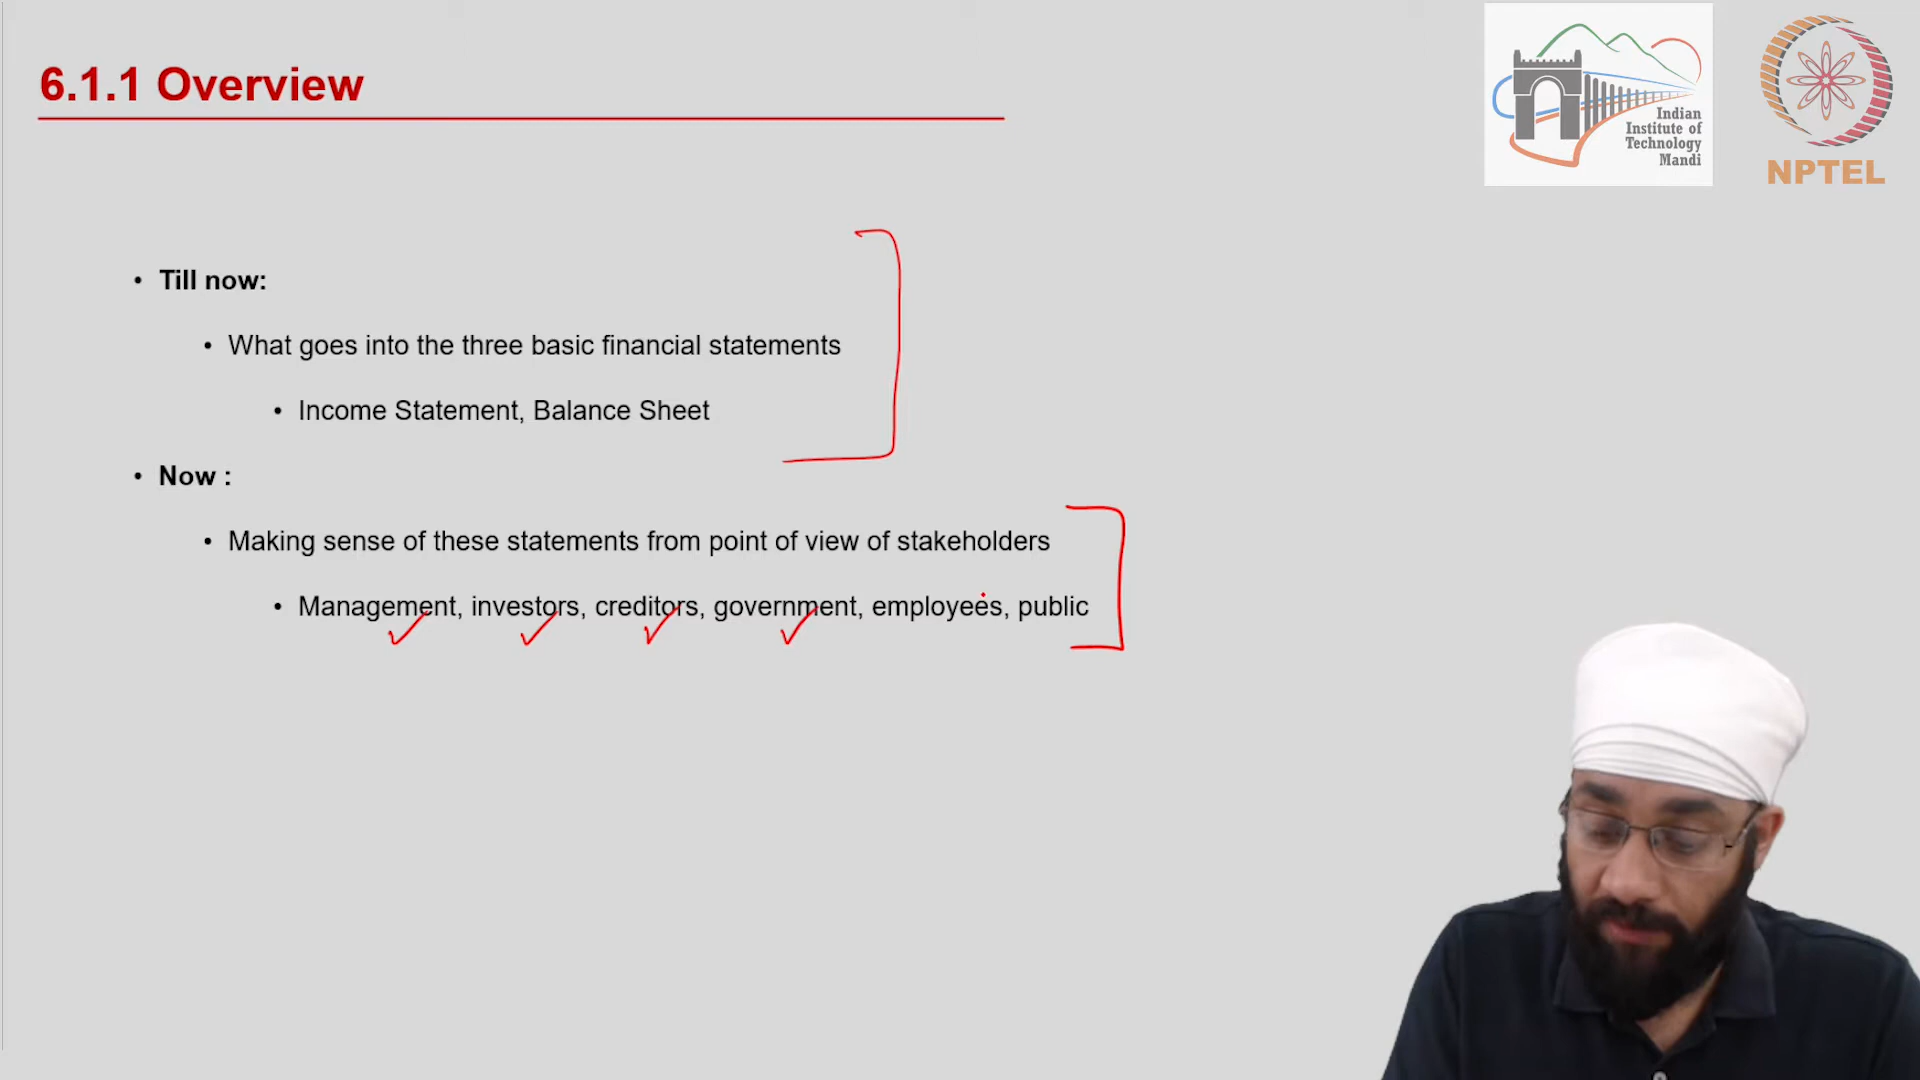 6.1.1 Overview
Indian
Institute of
Technology
Mandi
NPTEL
• Till now:
• What goes into the three basic financial statements
• Income Statement, Balance Sheet
• Now :
• Making sense of these statements from point of view of stakeholders
• Management, investors, creditors, government, employees, public